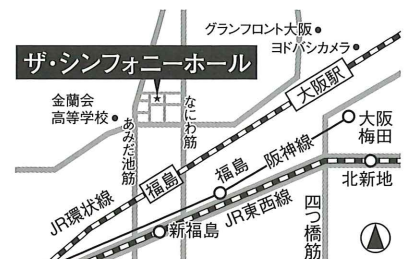 グランフロント大阪
ヨドバシカメラ
ザ・シンフォニーホール
大阪駅
金蘭会
高等学校
なにわ筋
あみだ池筋
大阪
梅田
阪神線
福島
福島
北新地
JR環状線
JR東西線
新福島
四つ橋筋